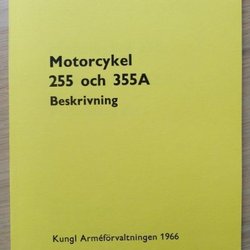 Motorcykel
255 och 355A
Beskrivning
Kungl Arméförvaltningen 1966